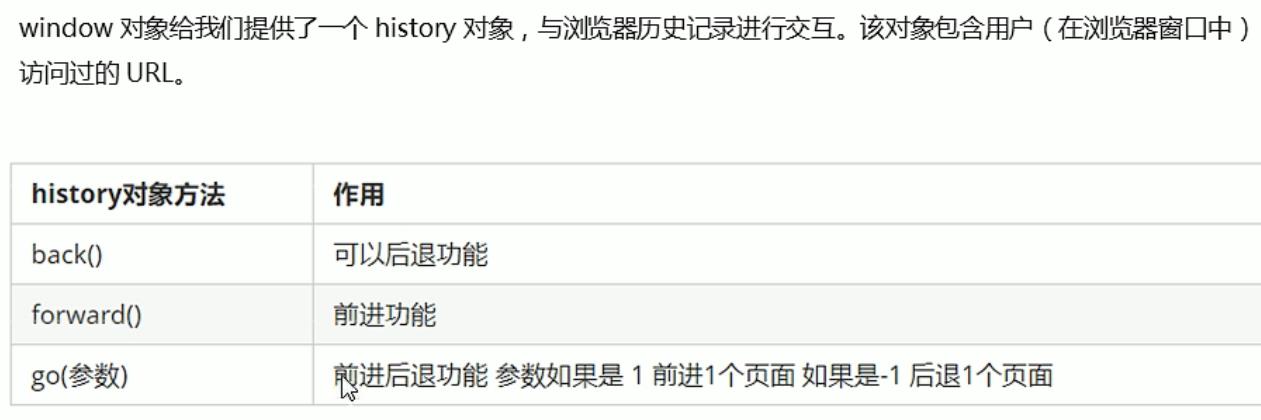 window 对象给我们提供了一个 history 对象，与浏览器历史记录进行交互。该对象包含用户（在浏览器窗口中）
访问过的 URL。
history对象方法 作用
back() 可以后退功能
forward() 前进功能
go(参数) 前进后退功能 参数如果是 1 前进1个页面 如果是-1 后退1个页面